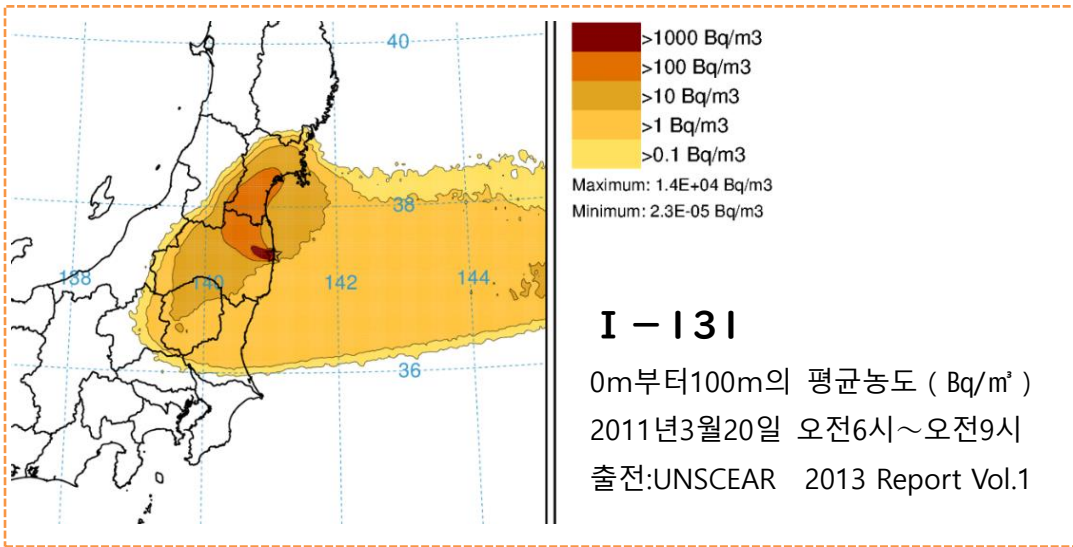 40
38
138
140
142
144
36
>1000 Bq/m3
>100 Bq/m3
>10 Bq/m3
>1 Bq/m3
>0.1 Bq/m3
Maximum: 1.4E+04 Bq/m3
Minimum: 2.3E-05 Bq/m3
I－131
0m부터100m의 평균농도 ( Bq/㎥ )
2011년3월20일 오전6시～오전9시
출전:UNSCEAR 2013 Report Vol.1